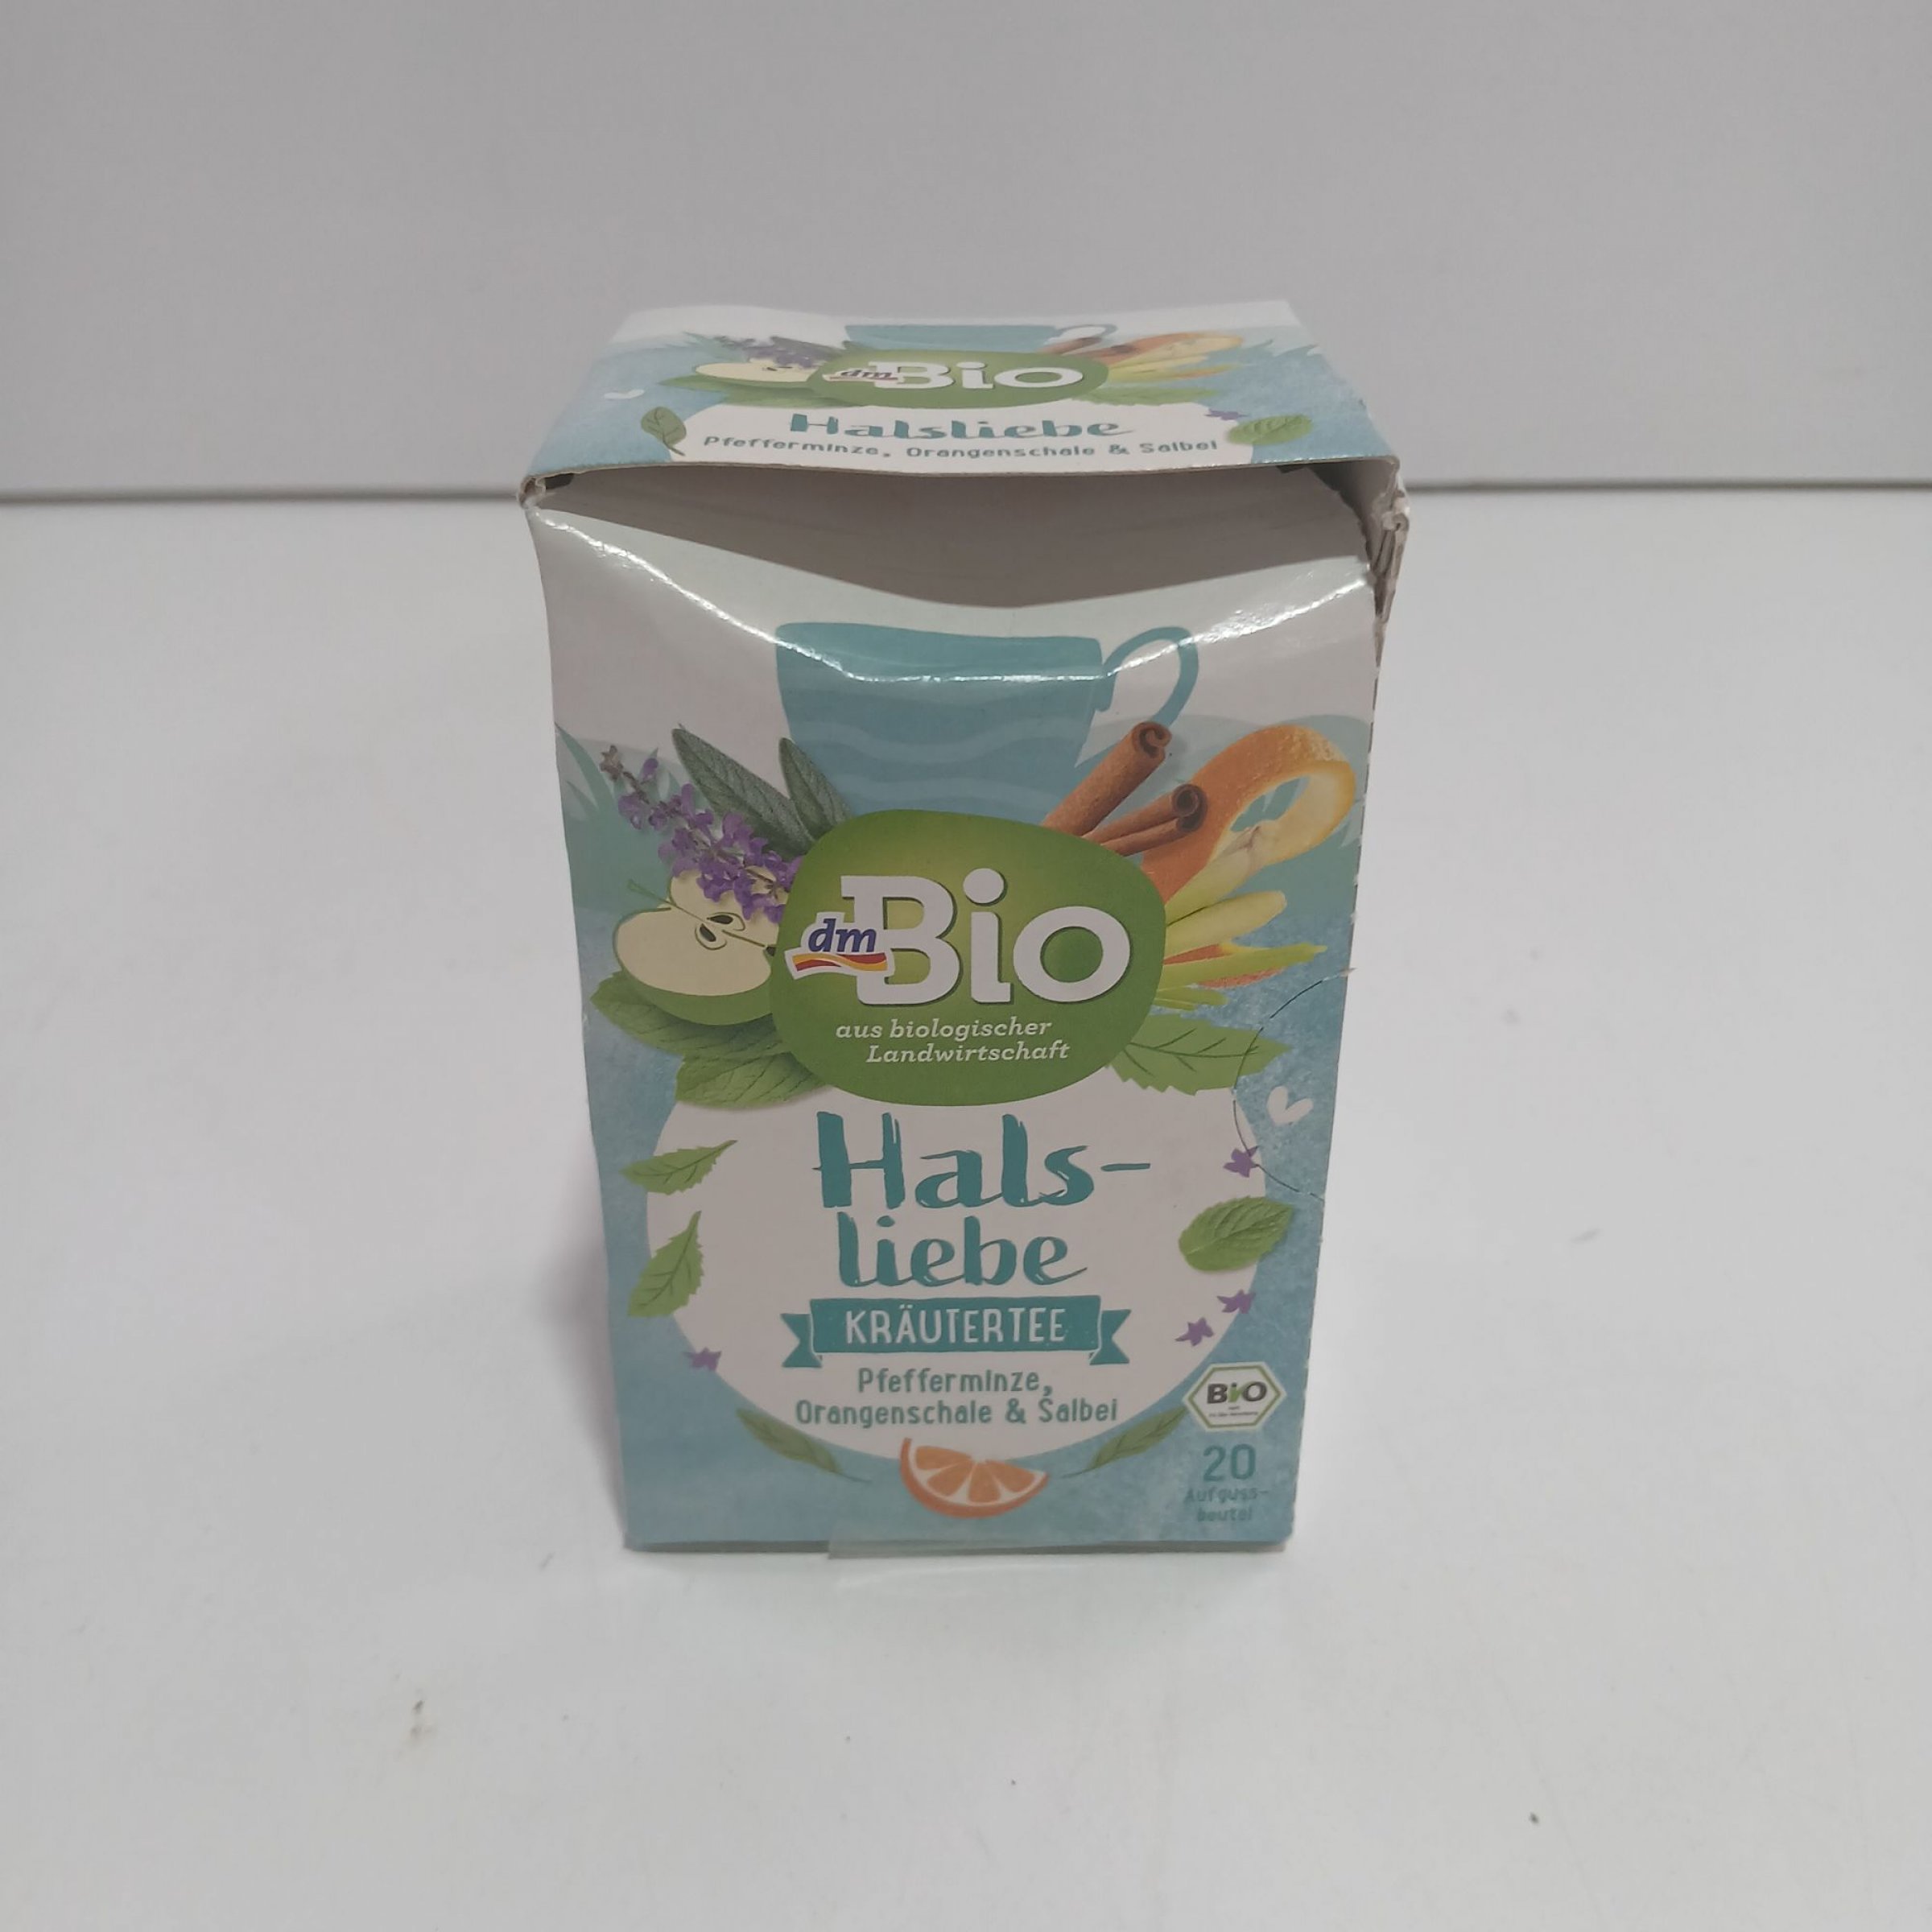 dm Bio
Halsliebe
Pfefferminze, Orangenschale & Salbei
dm Bio
aus biologischer
Landwirtschaft
Hals-
liebe
KRÄUTERTEE
Pfefferminze,
Orangenschale & Salbei
BiO
20
Aufguss-
beutel